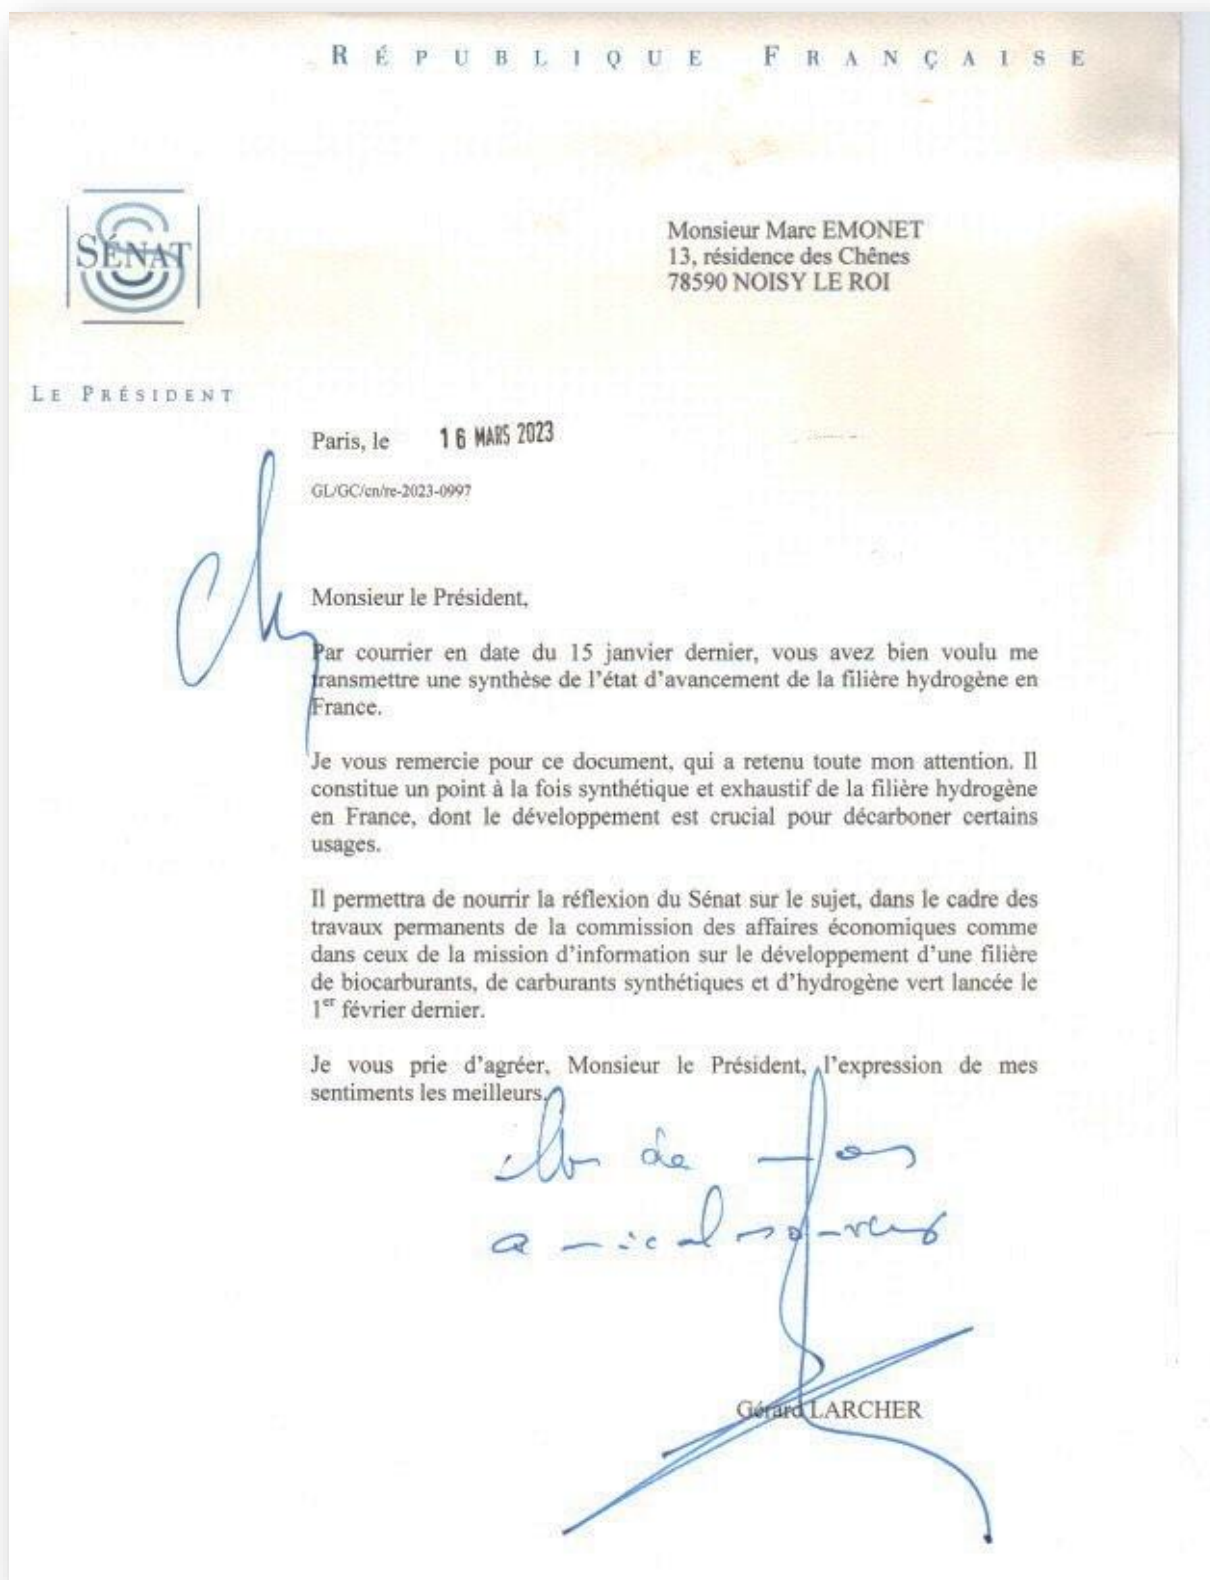 RÉPUBLIQUE FRANÇAISE
SÉNAT
LE PRÉSIDENT
Monsieur Marc EMONET
13, résidence des Chênes
78590 NOISY LE ROI
Paris, le 16 MARS 2023
GL/GC/cn/re-2023-0997
Monsieur le Président,
Par courrier en date du 15 janvier dernier, vous avez bien voulu me
transmettre une synthèse de l'état d'avancement de la filière hydrogène en
France.
Je vous remercie pour ce document, qui a retenu toute mon attention. Il
constitue un point à la fois synthétique et exhaustif de la filière hydrogène
en France, dont le développement est crucial pour décarboner certains
usages.
Il permettra de nourrir la réflexion du Sénat sur le sujet, dans le cadre des
travaux permanents de la commission des affaires économiques comme
dans ceux de la mission d'information sur le développement d'une filière
de biocarburants, de carburants synthétiques et d'hydrogène vert lancée le
1er février dernier.
Je vous prie d'agréer, Monsieur le Président, l'expression de mes
sentiments les meilleurs.
Gérard LARCHER